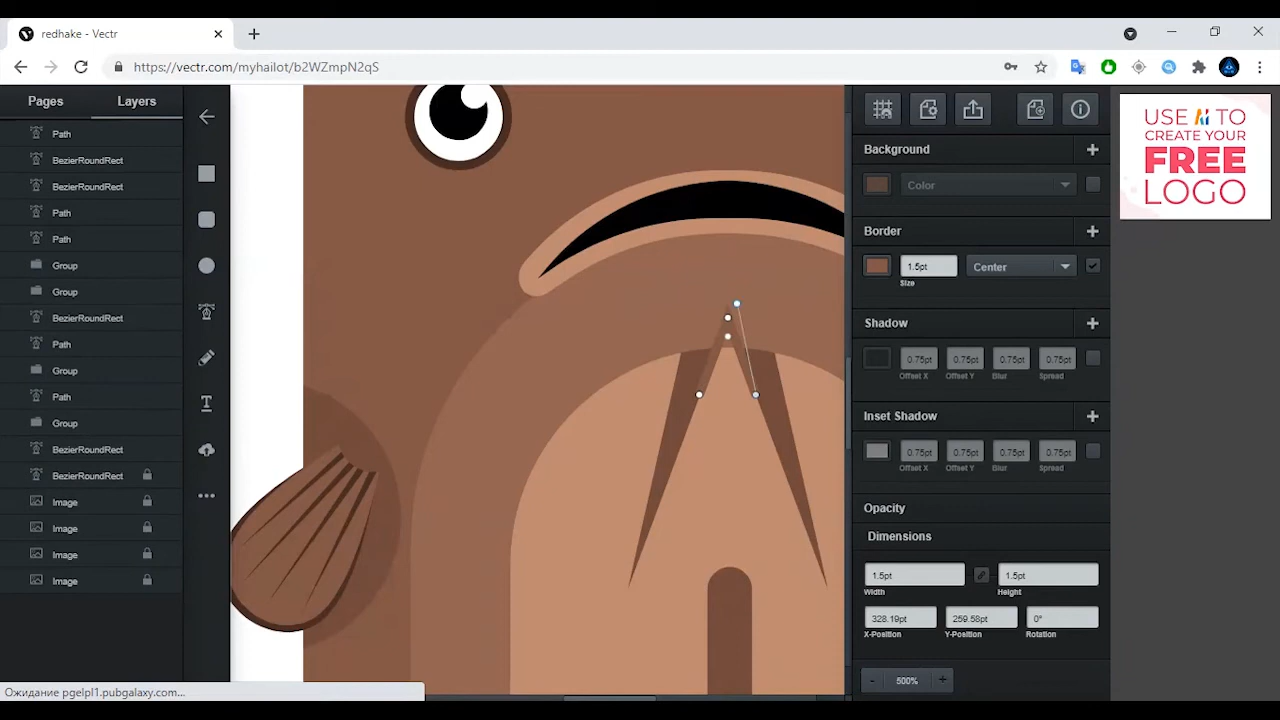 redhake - Vectr
https://vectr.com/myhailot/b2WZmpN2qS
Pages
Layers
Path
BezierRoundRect
BezierRoundRect
Path
Path
Group
Group
BezierRoundRect
Path
Group
Path
Group
BezierRoundRect
BezierRoundRect
Image
Image
Image
Image
Background
Color
Border
1.5pt
Center
Size
Shadow
0.75pt 0.75pt 0.75pt 0.75pt
Offset X Offset Y Blur Spread
Inset Shadow
0.75pt 0.75pt 0.75pt 0.75pt
Offset X Offset Y Blur Spread
Opacity
Dimensions
1.5pt 1.5pt
Width Height
328.19pt 259.58pt 0°
X-Position Y-Position Rotation
- 500% +
USE Ai TO
CREATE YOUR
FREE
LOGO
Ожидание pgelpl1.pubgalaxy.com...